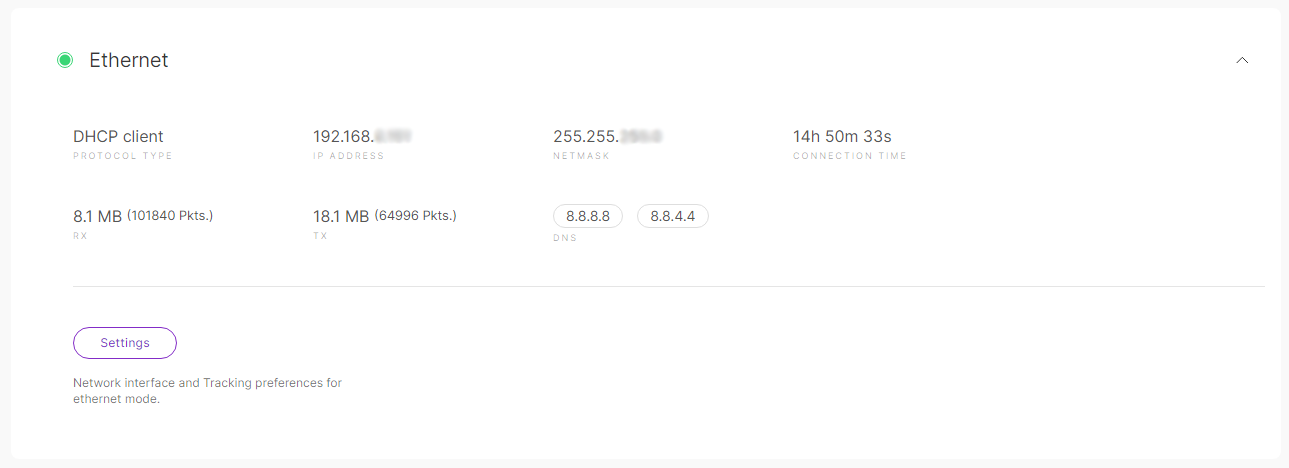 Ethernet
DHCP client 192.168. 255.255. 14h 50m 33s
PROTOCOL TYPE IP ADDRESS NETMASK CONNECTION TIME
8.1 MB (101840 Pkts.) 18.1 MB (64996 Pkts.) 8.8.8.8 8.8.4.4
RX TX DNS
Settings
Network interface and Tracking preferences for
ethernet mode.